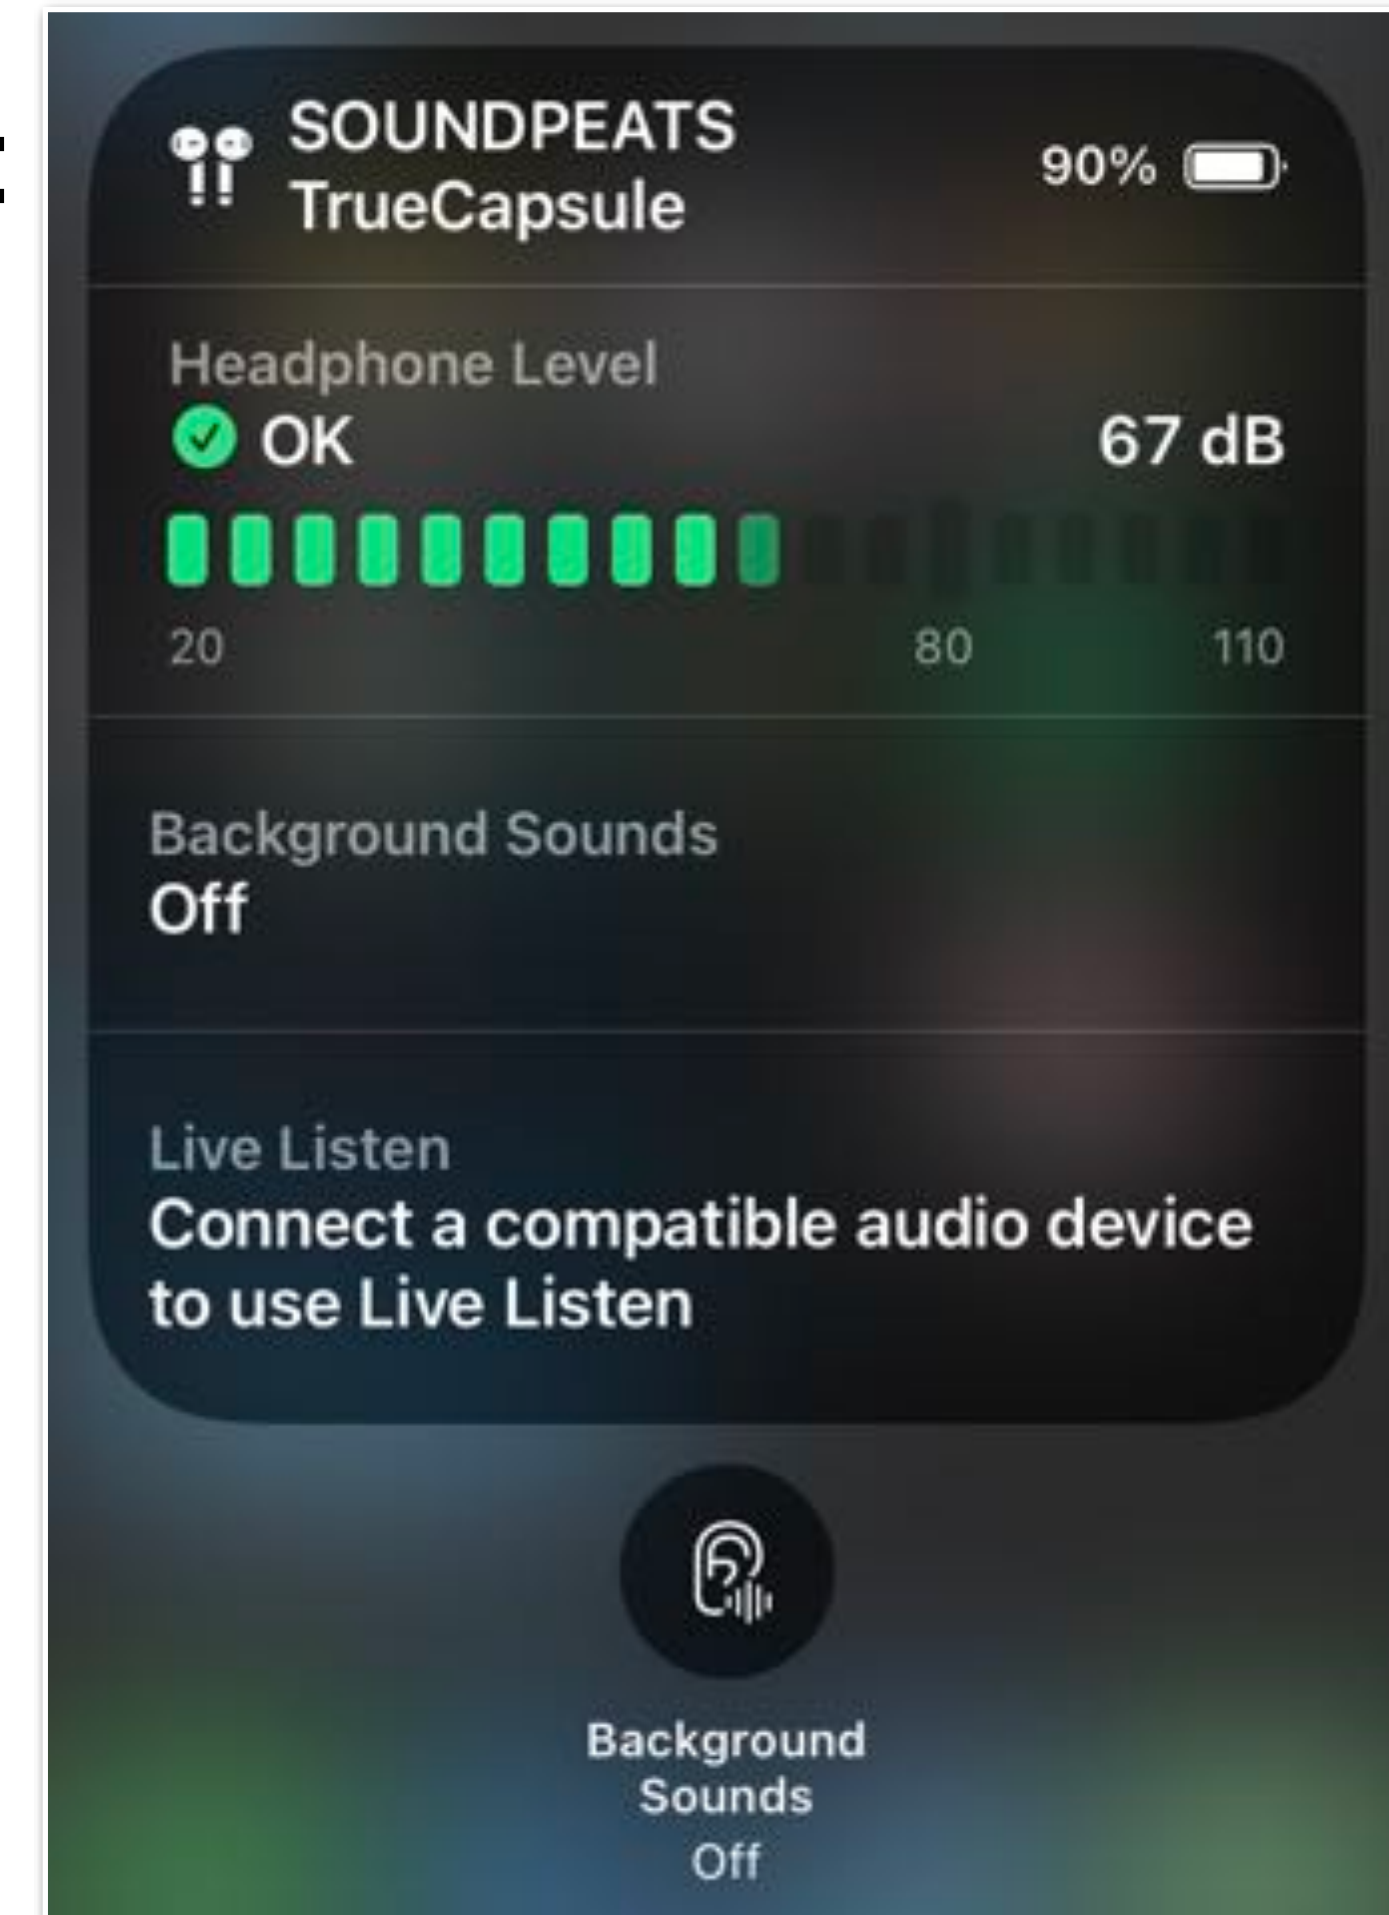 SOUNDPEATS
TrueCapsule
90%
Headphone Level
OK
67 dB
20
80
110
Background Sounds
Off
Live Listen
Connect a compatible audio device
to use Live Listen
Background
Sounds
Off